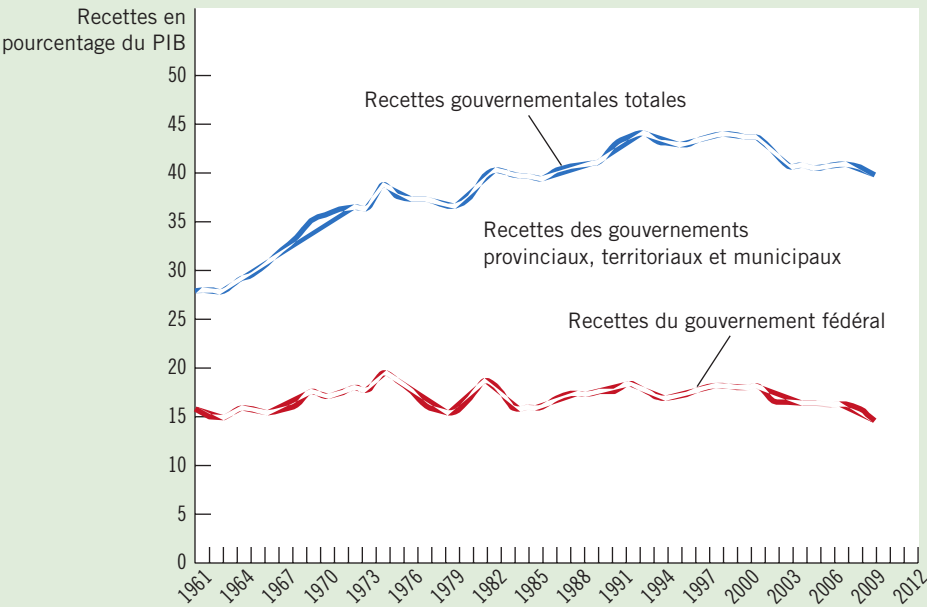 Recettes en
pourcentage du PIB
50
45
40
35
30
25
20
15
10
5
0
Recettes gouvernementales totales
Recettes des gouvernements
provinciaux, territoriaux et municipaux
Recettes du gouvernement fédéral
1961 1964 1967 1970 1973 1976 1979 1982 1985 1988 1991 1994 1997 2000 2003 2006 2009 2012